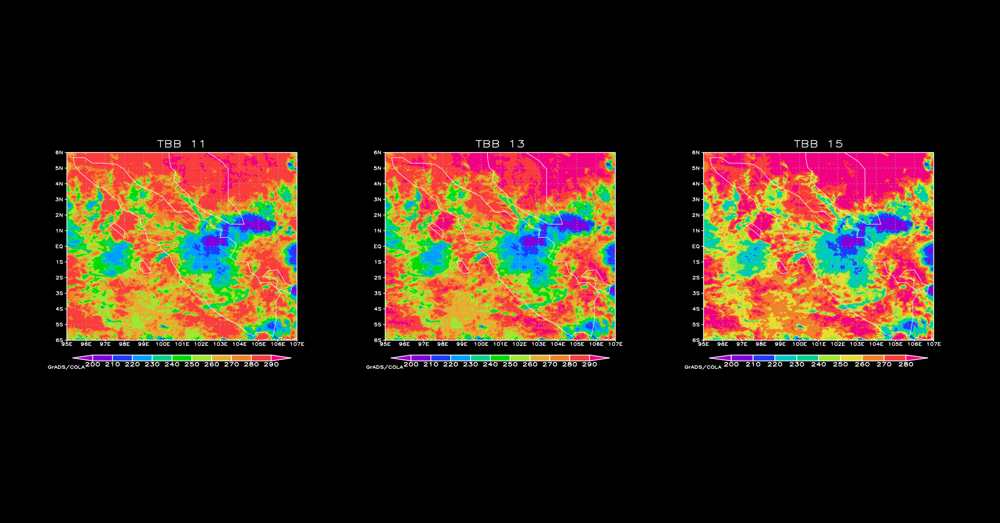 TBB 11
6N
5N
4N
3N
2N
1N
EQ
1S
2S
3S
4S
5S
6S
95E 96E 97E 98E 99E 100E 101E 102E 103E 104E 105E 106E 107E
200 210 220 230 240 250 260 270 280 290
GrADS/COLA
TBB 13
6N
5N
4N
3N
2N
1N
EQ
1S
2S
3S
4S
5S
6S
95E 96E 97E 98E 99E 100E 101E 102E 103E 104E 105E 106E 107E
200 210 220 230 240 250 260 270 280 290
GrADS/COLA
TBB 15
6N
5N
4N
3N
2N
1N
EQ
1S
2S
3S
4S
5S
6S
95E 96E 97E 98E 99E 100E 101E 102E 103E 104E 105E 106E 107E
200 210 220 230 240 250 260 270 280
GrADS/COLA